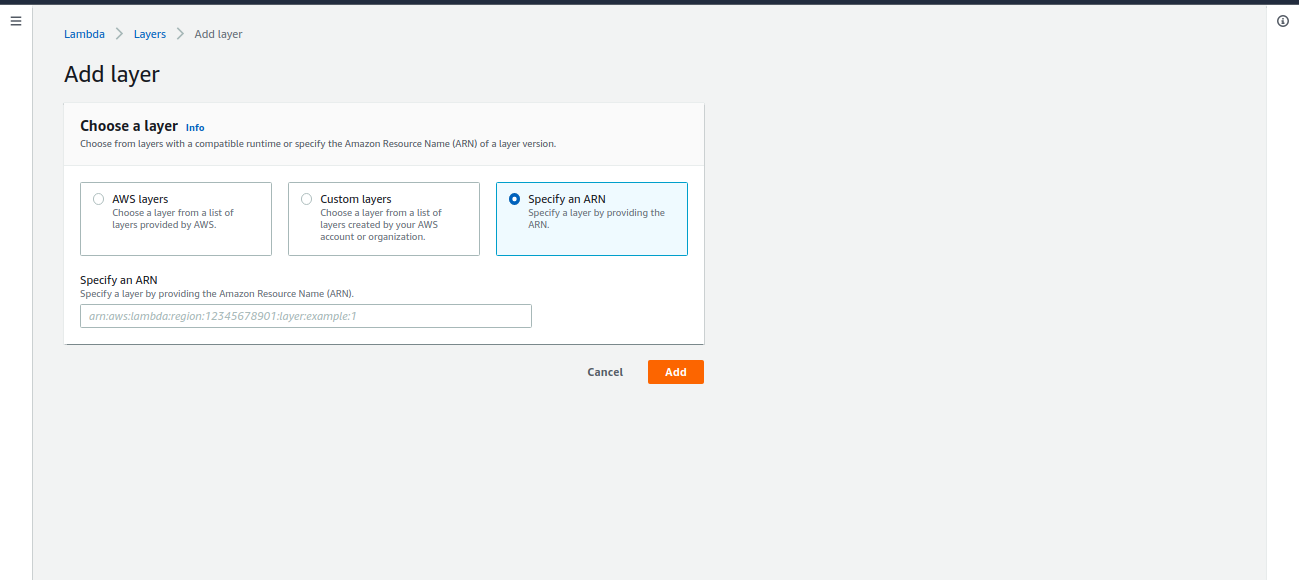 Lambda > Layers > Add layer
Add layer
Choose a layer Info
Choose from layers with a compatible runtime or specify the Amazon Resource Name (ARN) of a layer version.
AWS layers
Choose a layer from a list of
layers provided by AWS.
Custom layers
Choose a layer from a list of
layers created by your AWS
account or organization.
Specify an ARN
Specify a layer by providing the
ARN.
Specify an ARN
Specify a layer by providing the Amazon Resource Name (ARN).
arn:aws:lambda:region:12345678901:layer:example:1
Cancel Add